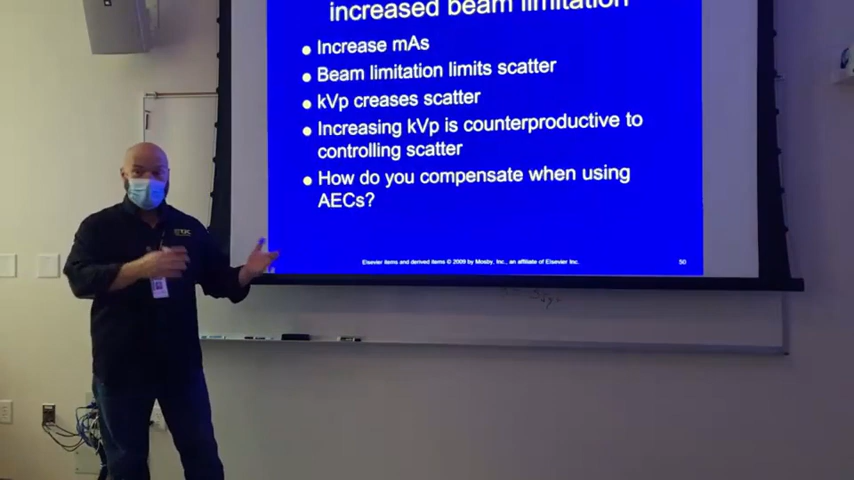 increased beam limitation
Increase mAs
Beam limitation limits scatter
kVp creases scatter
Increasing kVp is counterproductive to
controlling scatter
How do you compensate when using
AECs?
Elsevier items and derived items © 2009 by Mosby, Inc., an affiliate of Elsevier Inc.
50